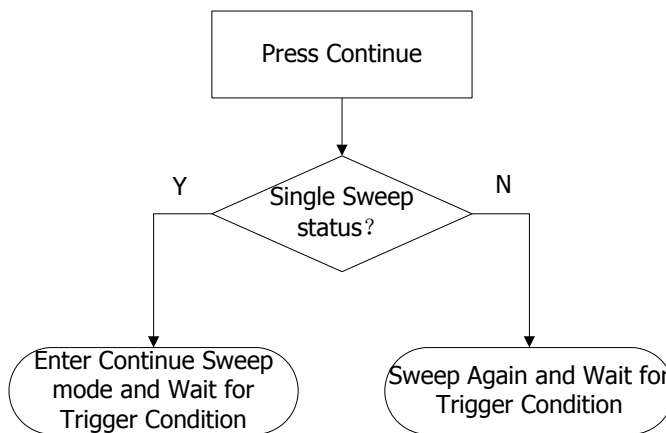 Press Continue
Y
N
Single Sweep
status？
Enter Continue Sweep
mode and Wait for
Trigger Condition
Sweep Again and Wait for
Trigger Condition